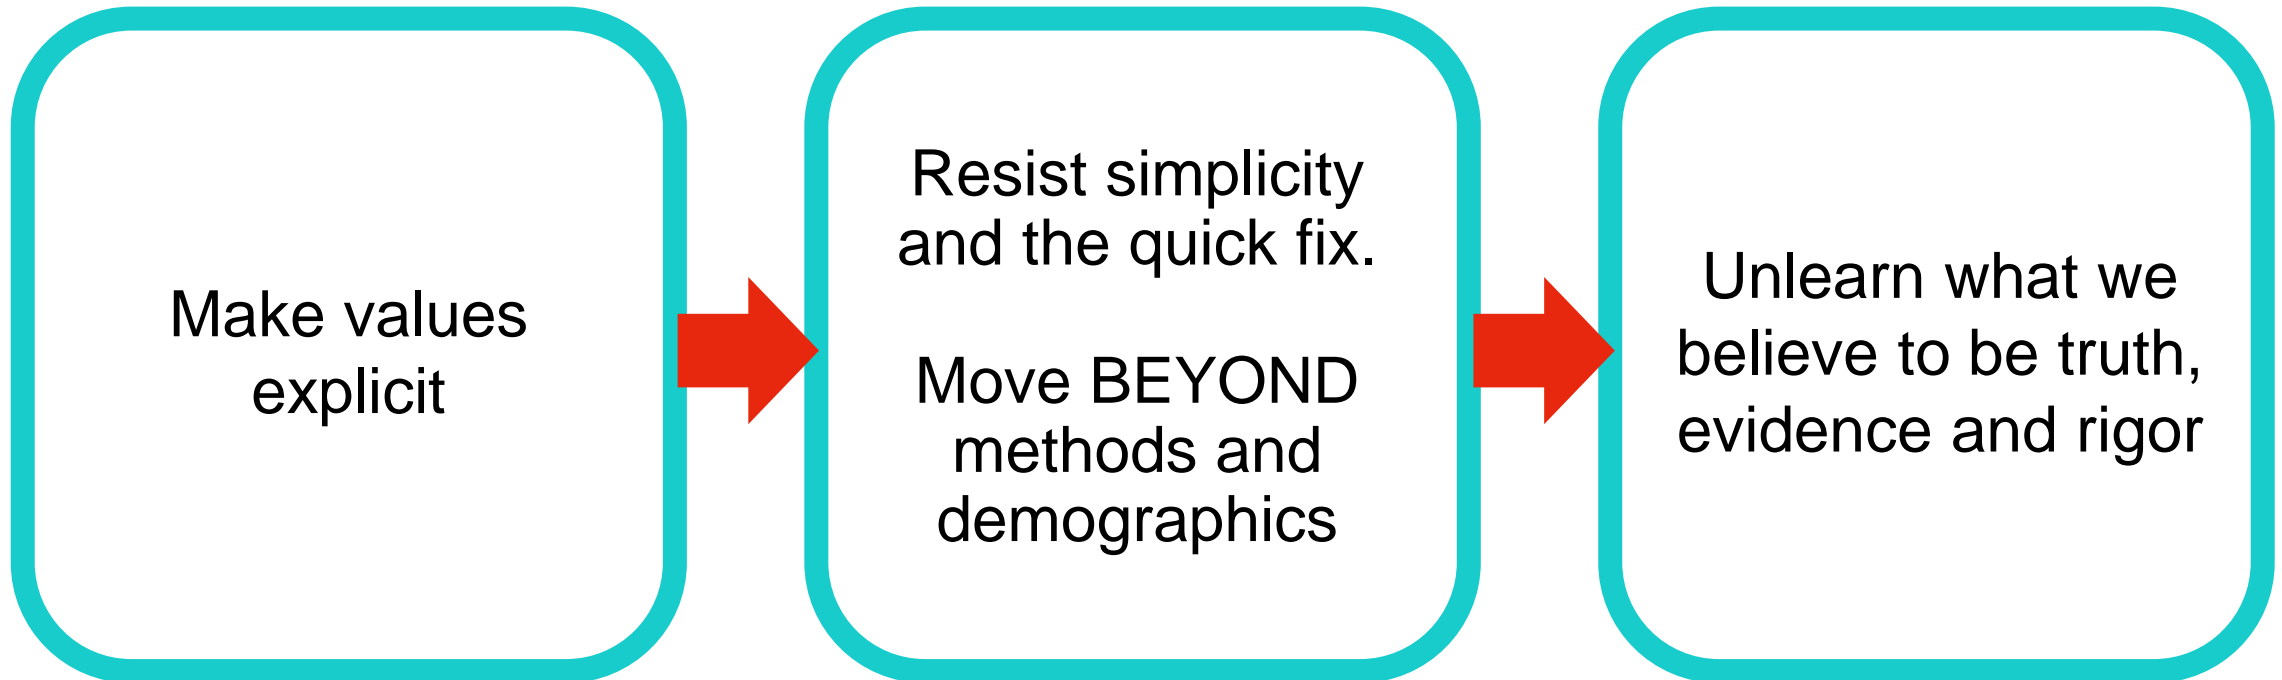 Make values
explicit
Resist simplicity
and the quick fix.
Move BEYOND
methods and
demographics
Unlearn what we
believe to be truth,
evidence and rigor